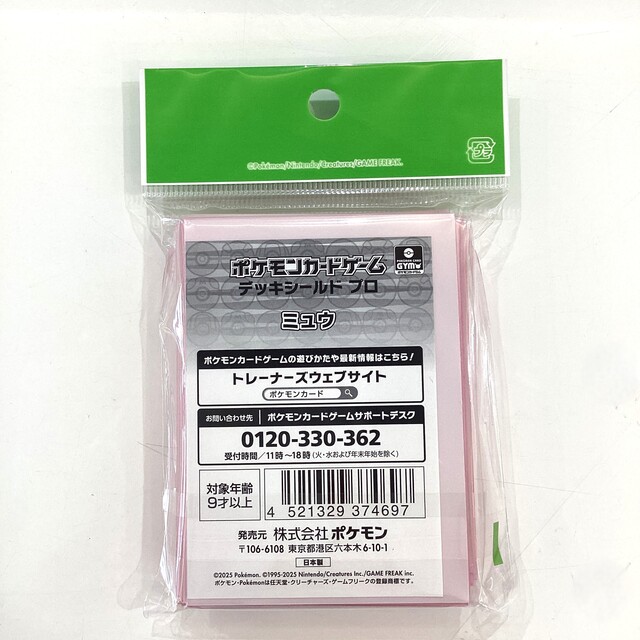 ©Pokémon/Nintendo/Creatures/GAME FREAK.
プラ
ポケモンカードゲーム
デッキシールド プロ
POKÉMON CARD
GYM
ミュウ
ポケモンカードゲームの遊びかたや最新情報はこちら!
トレーナーズウェブサイト
ポケモンカード
お問い合わせ先 ポケモンカードゲームサポートデスク
0120-330-362
受付時間/11時～18時(火・水および年末年始を除く)
対象年齢
9才以上
4 521329 374697
発売元 株式会社 ポケモン
〒106-6108 東京都港区六本木6-10-1
日本製
©2025 Pokémon. ©1995-2025 Nintendo/Creatures Inc./GAME FREAK inc.
ポケモン・Pokémonは任天堂・クリーチャーズ・ゲームフリークの登録商標です。